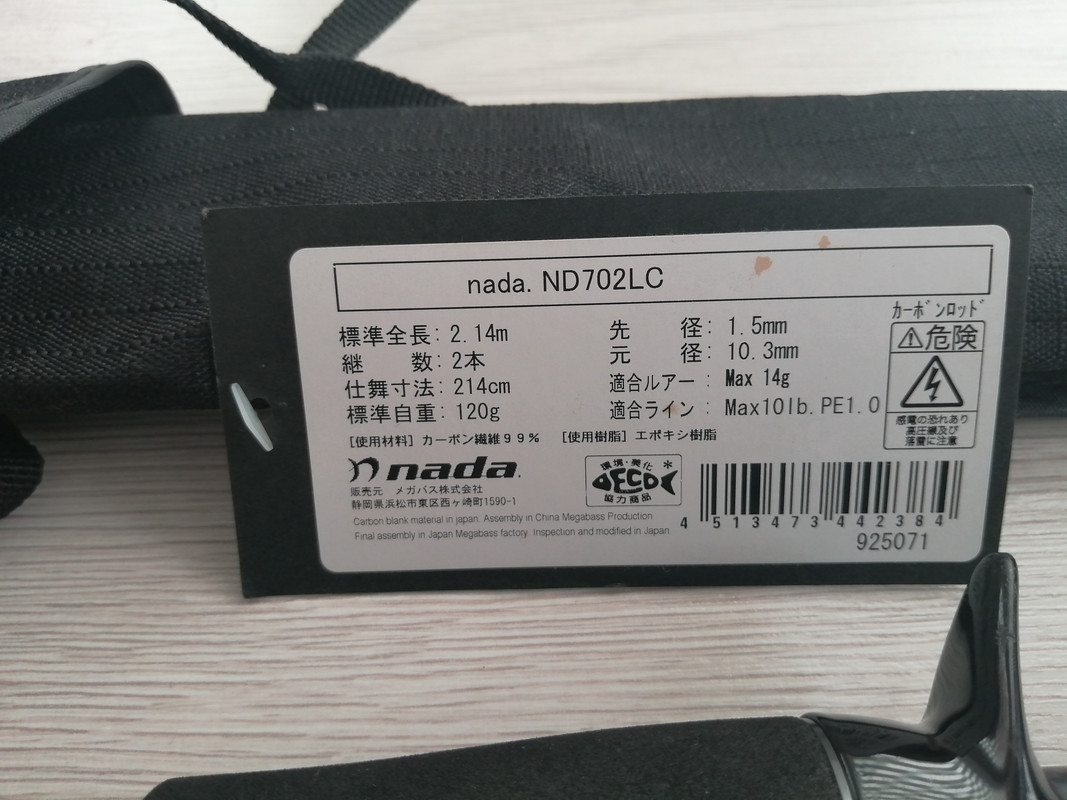 nada. ND702LC
標準全長: 2.14m
継 数: 2本
仕舞寸法: 214cm
標準自重: 120g
先 径: 1.5mm
元 径: 10.3mm
適合ルアー : Max 14g
適合ライン : Max10lb. PE1.0
カーボンロッド
⚠危険
感電の恐れあり
高圧線及び
落雷に注意
[使用材料] カーボン繊維99% [使用樹脂] エポキシ樹脂
nada.
販売元 メガバス株式会社
静岡県浜松市東区西ヶ崎町1590-1
Carbon blank material in japan. Assembly in China Megabass Production
Final assembly in Japan Megabass factory. Inspection and modified in Japan
環境・美化
ECO
協力商品
4 513473 442384
925071